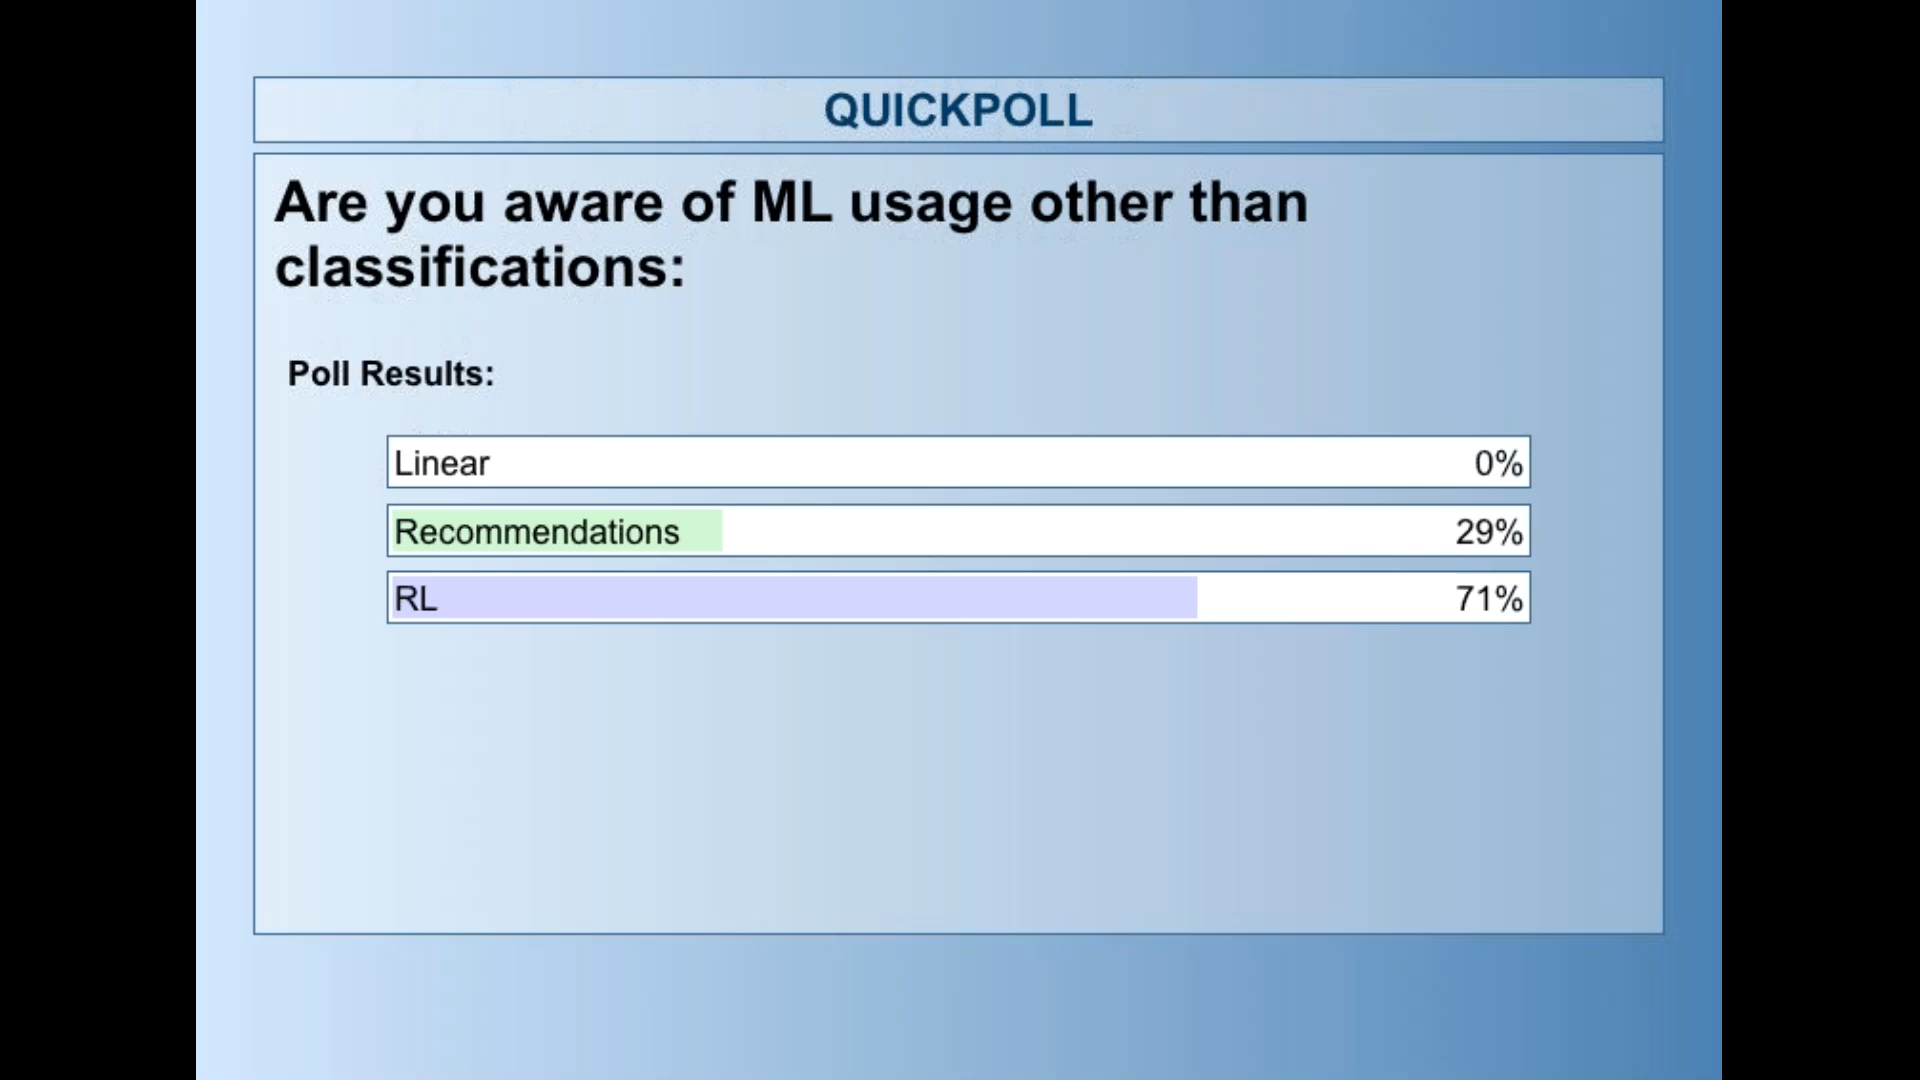 QUICKPOLL
Are you aware of ML usage other than
classifications:
Poll Results:
Linear 0%
Recommendations 29%
RL 71%